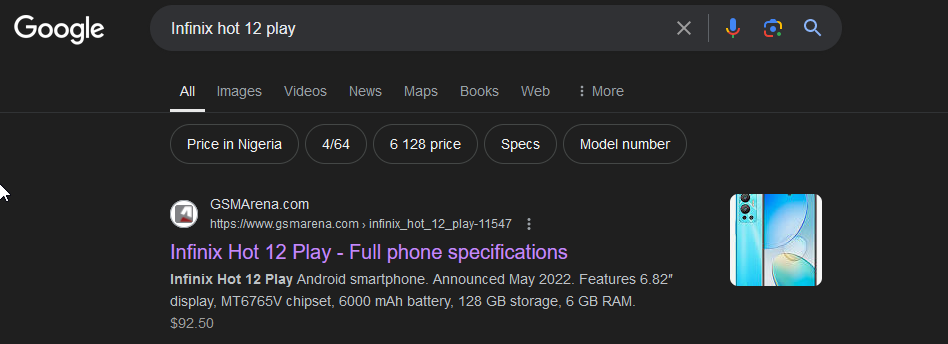 Google
Infinix hot 12 play
All Images Videos News Maps Books Web More
Price in Nigeria 4/64 6 128 price Specs Model number
GSMArena.com
https://www.gsmarena.com › infinix_hot_12_play-11547
Infinix Hot 12 Play - Full phone specifications
Infinix Hot 12 Play Android smartphone. Announced May 2022. Features 6.82″
display, MT6765V chipset, 6000 mAh battery, 128 GB storage, 6 GB RAM.
$92.50